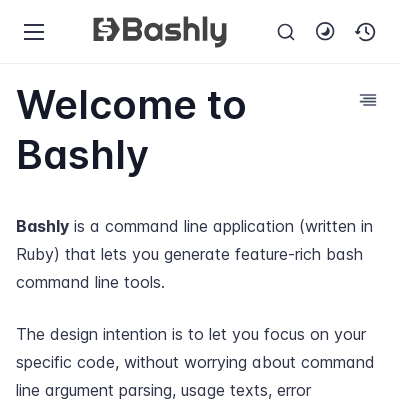 Bashly
Welcome to
Bashly
Bashly is a command line application (written in
Ruby) that lets you generate feature-rich bash
command line tools.
The design intention is to let you focus on your
specific code, without worrying about command
line argument parsing, usage texts, error